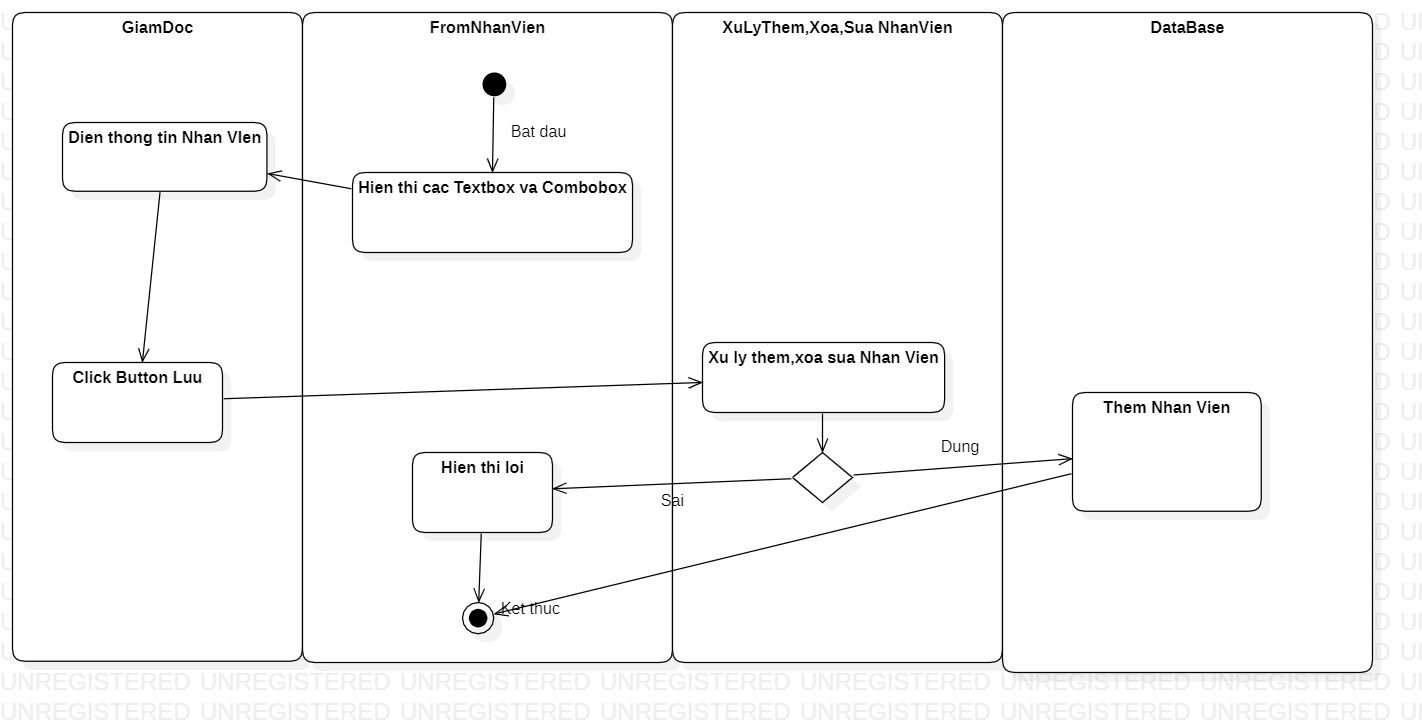 GiamDoc
FromNhanVien
XuLyThem,Xoa,Sua NhanVien
DataBase
Bat dau
Dien thong tin Nhan VIen
Hien thi cac Textbox va Combobox
Xu ly them,xoa sua Nhan Vien
Click Button Luu
Them Nhan Vien
Dung
Hien thi loi
Sai
Ket thuc
UNREGISTERED UNREGISTERED UNREGISTERED UNREGISTERED UNREGISTERED UNREGISTERED UNREGISTERED UN
UNREGISTERED UNREGISTERED UNREGISTERED UNREGISTERED UNREGISTERED UNREGISTERED UNREGISTERED UN